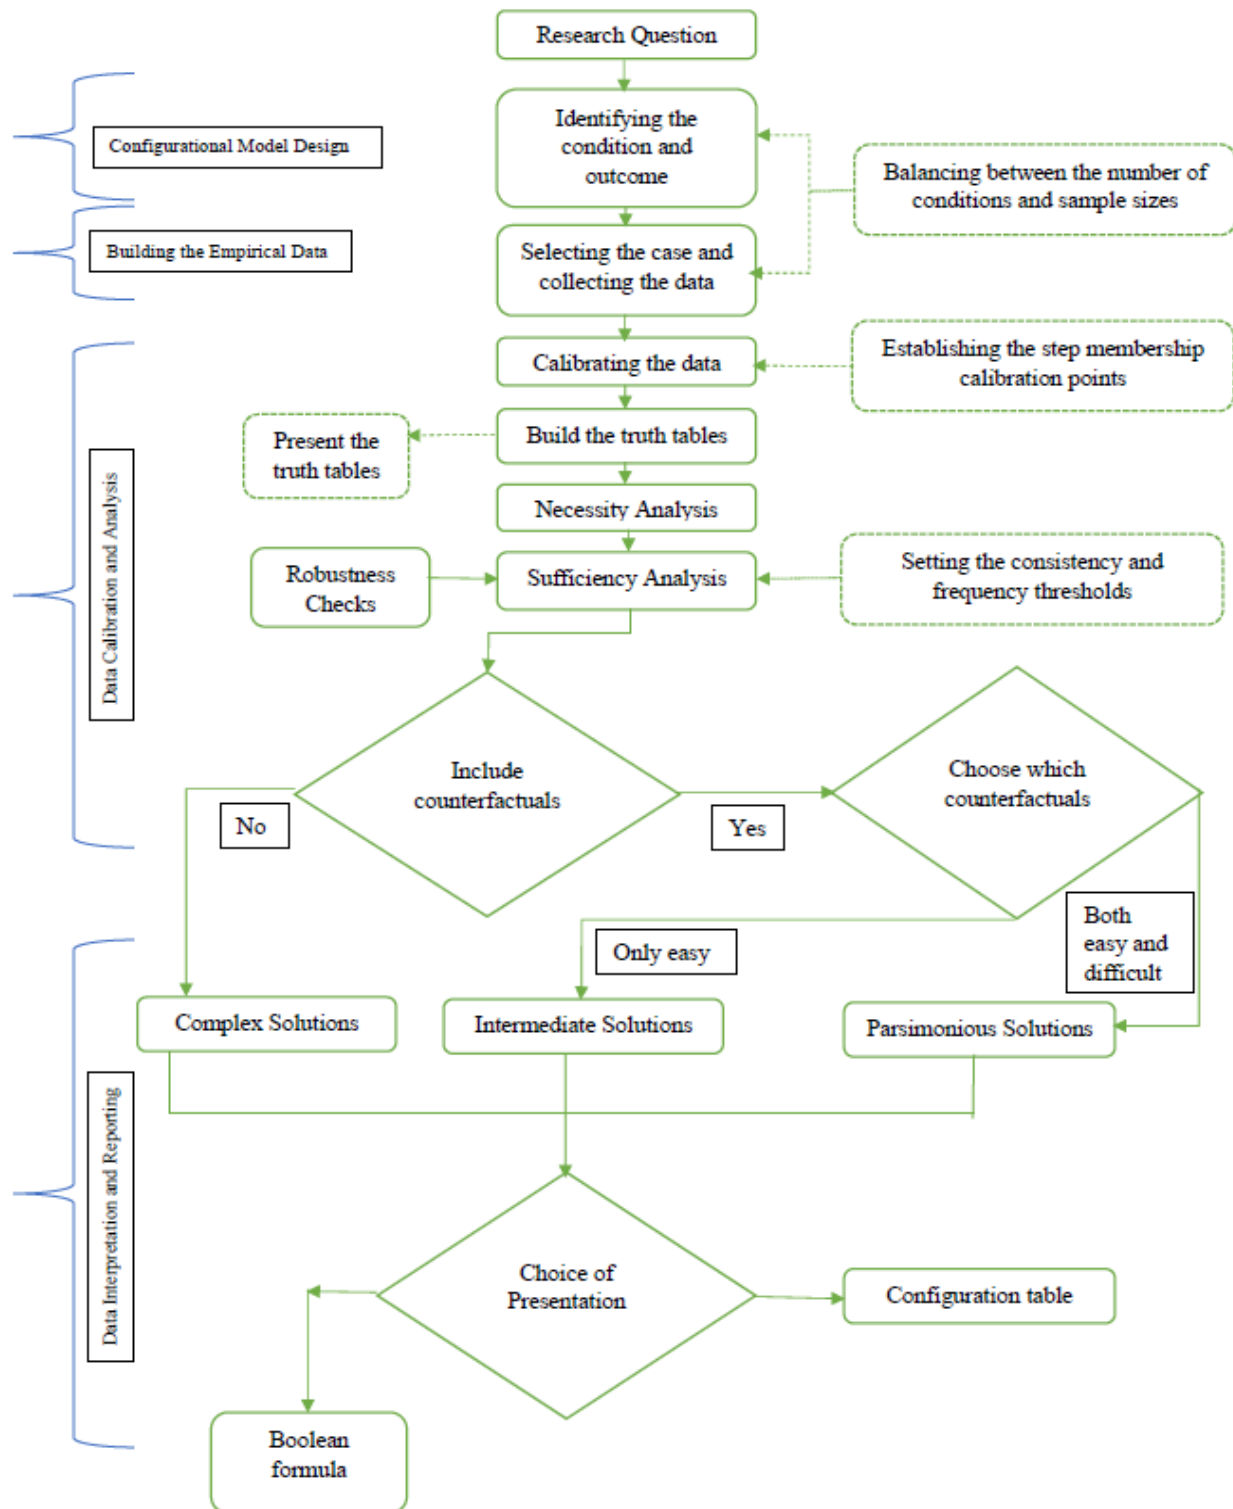 Research Question
Identifying the
condition and
outcome
Configurational Model Design
Balancing between the number of
conditions and sample sizes
Building the Empirical Data
Selecting the case and
collecting the data
Calibrating the data
Establishing the step membership
calibration points
Present the
truth tables
Build the truth tables
Necessity Analysis
Data Calibration and Analysis
Robustness
Checks
Sufficiency Analysis
Setting the consistency and
frequency thresholds
Include
counterfactuals
Choose which
counterfactuals
No
Yes
Only easy
Both
easy and
difficult
Complex Solutions
Intermediate Solutions
Parsimonious Solutions
Data Interpretation and Reporting
Choice of
Presentation
Configuration table
Boolean
formula